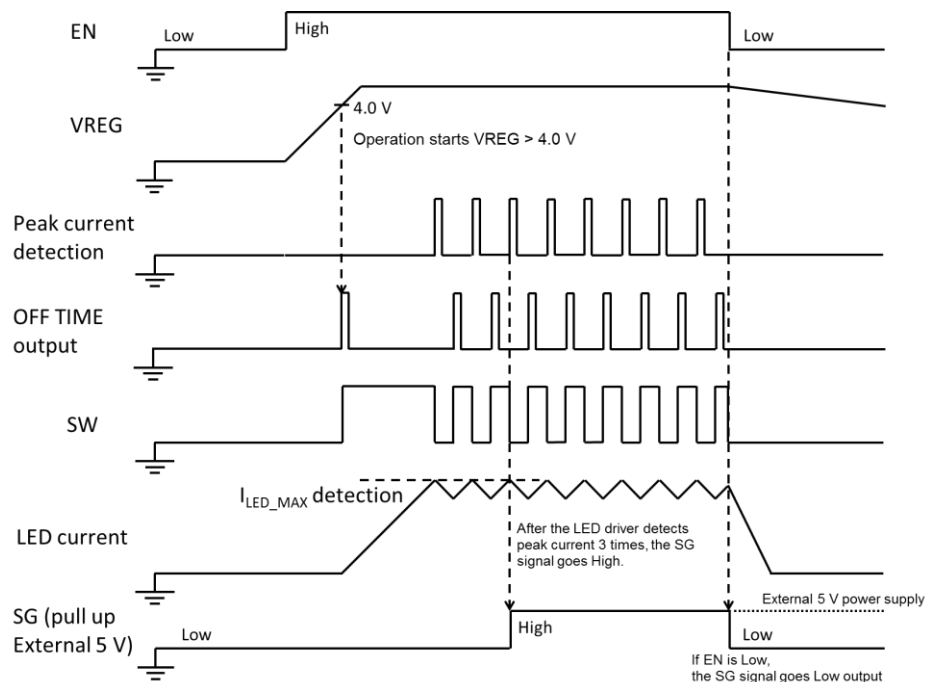 EN
Low
High
Low
VREG
4.0 V
Operation starts VREG > 4.0 V
Peak current
detection
OFF TIME
output
SW
I_LED_MAX detection
LED current
After the LED driver detects
peak current 3 times, the SG
signal goes High.
SG (pull up
External 5 V)
Low
High
External 5 V power supply
Low
If EN is Low,
the SG signal goes Low output